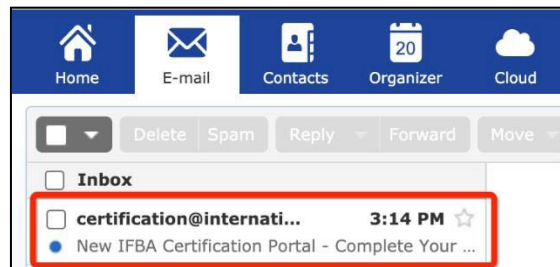 Home E-mail Contacts 20 Organizer Cloud
Delete Spam Reply Forward Move
Inbox
certification@internati... 3:14 PM
New IFBA Certification Portal - Complete Your ...